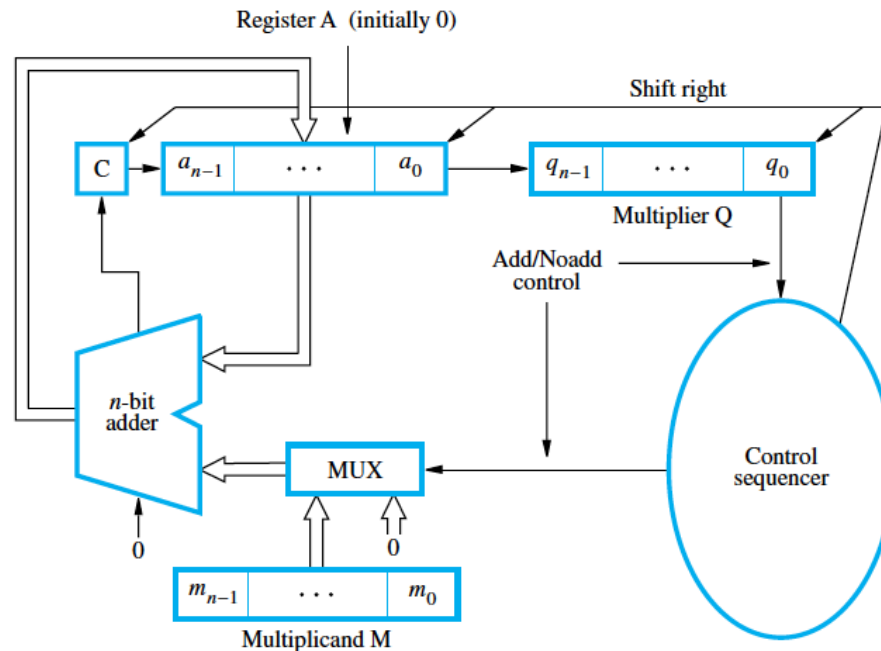 Register A (initially 0)
Shift right
C
a_{n−1} · · · a_0
q_{n−1} · · · q_0
Multiplier Q
Add/Noadd
control
n-bit
adder
MUX
Control
sequencer
0
0
m_{n−1} · · · m_0
Multiplicand M